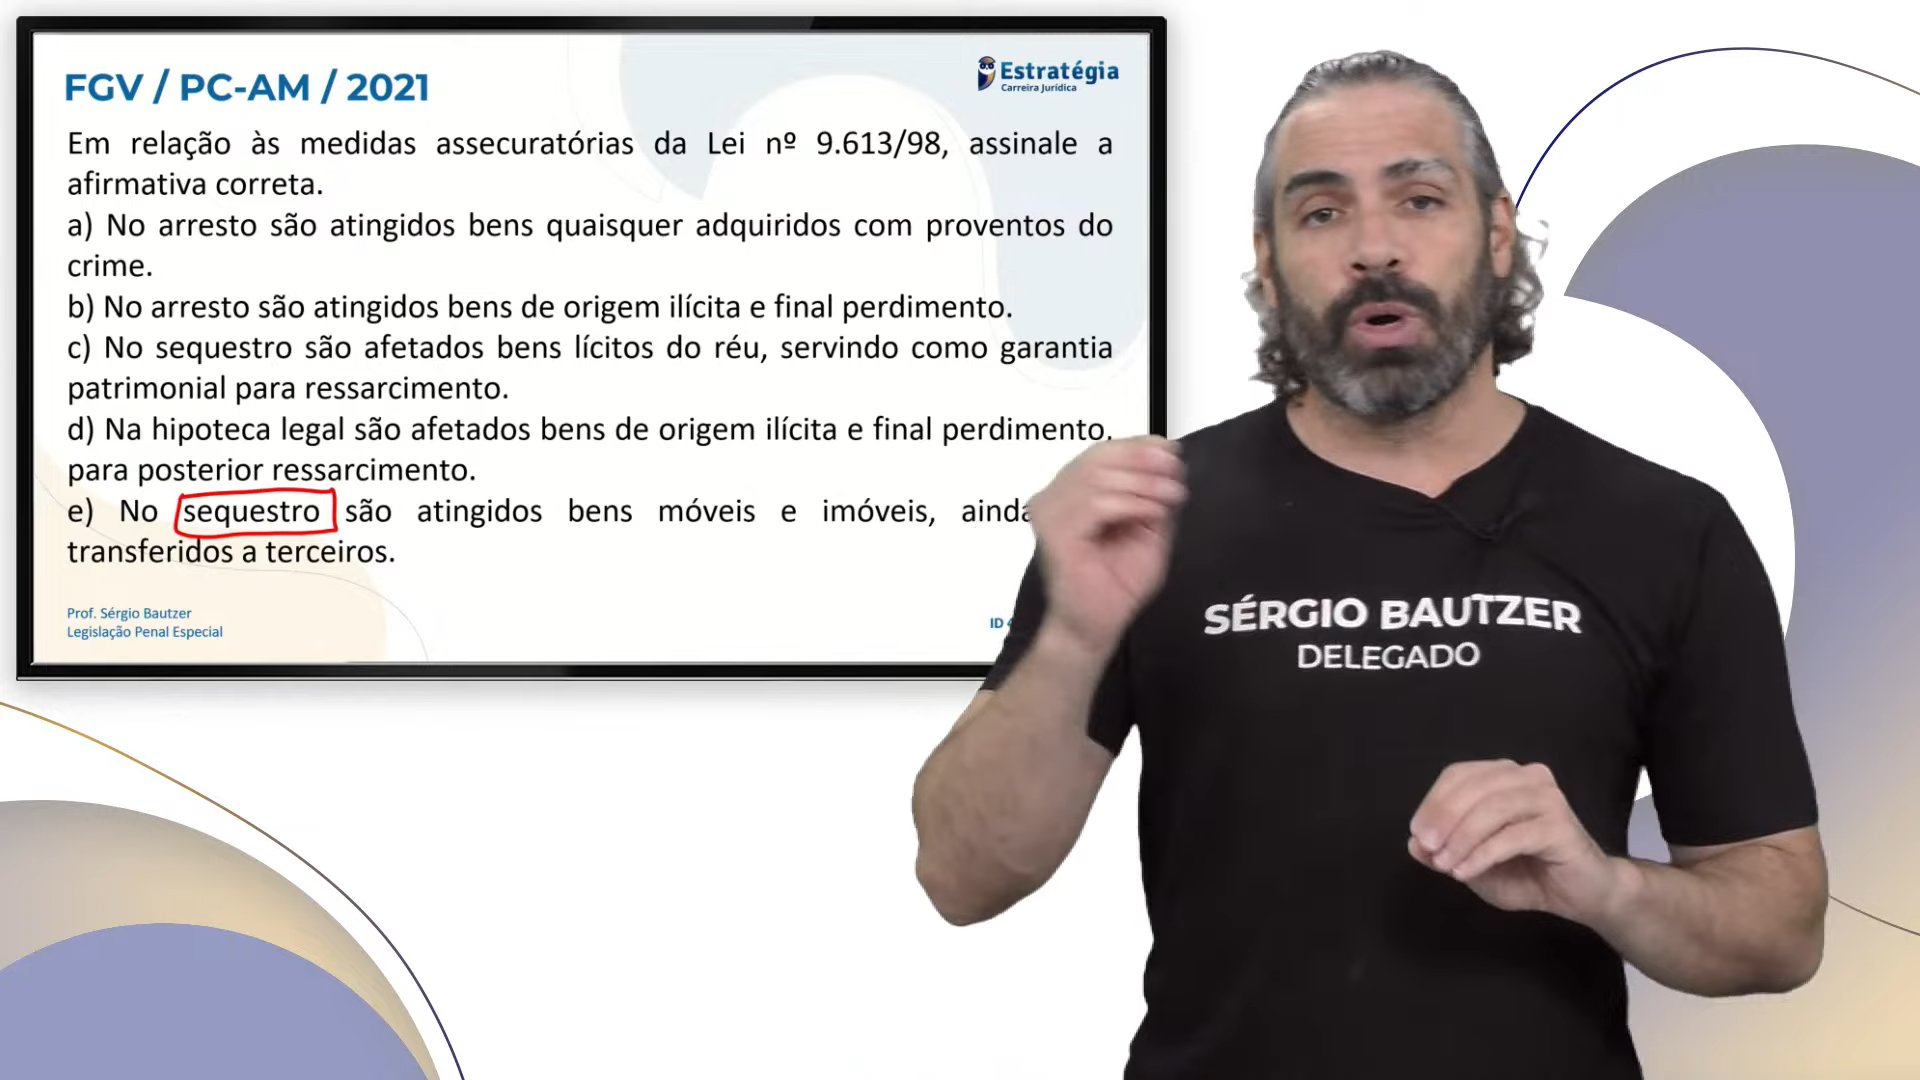 FGV / PC-AM / 2021
Estratégia
Carreira Jurídica
Em relação às medidas assecuratórias da Lei nº 9.613/98, assinale a
afirmativa correta.
a) No arresto são atingidos bens quaisquer adquiridos com proventos do
crime.
b) No arresto são atingidos bens de origem ilícita e final perdimento.
c) No sequestro são afetados bens lícitos do réu, servindo como garantia
patrimonial para ressarcimento.
d) Na hipoteca legal são afetados bens de origem ilícita e final perdimento,
para posterior ressarcimento.
e) No sequestro são atingidos bens móveis e imóveis, ainda
transferidos a terceiros.
Prof. Sérgio Bautzer
Legislação Penal Especial
ID
SÉRGIO BAUTZER
DELEGADO